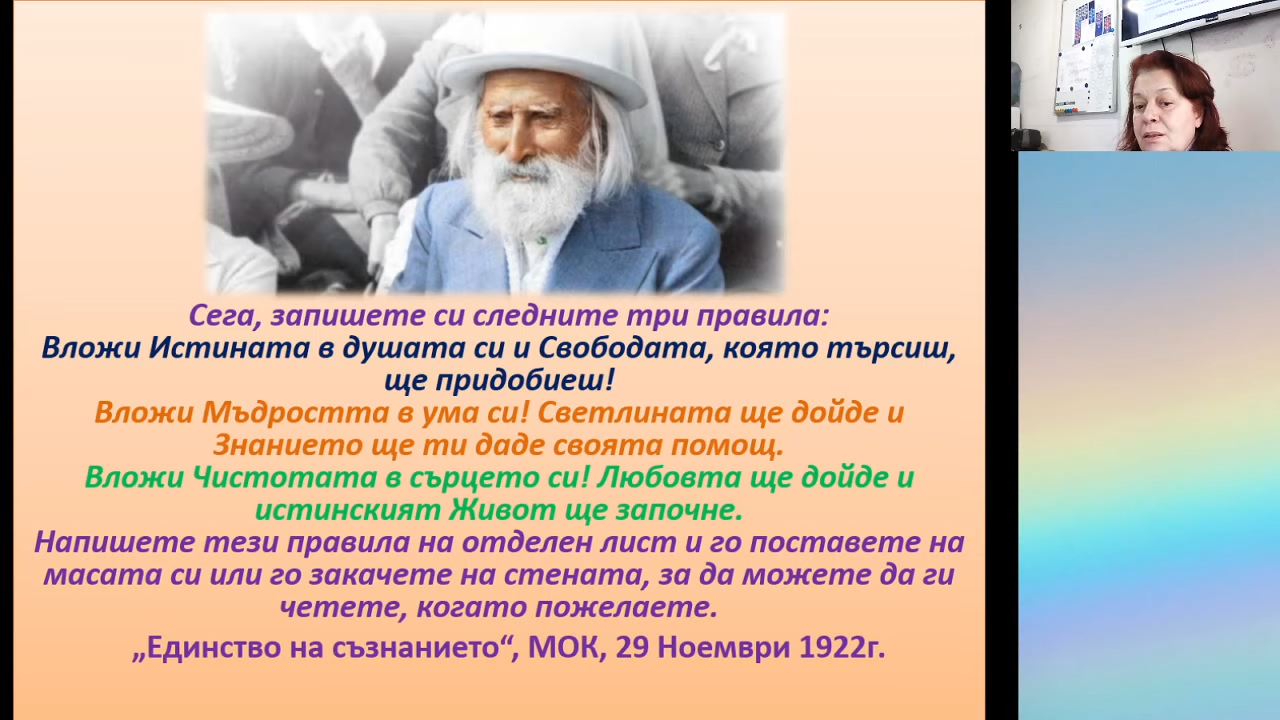 Сега, запишете си следните три правила:
Вложи Истината в душата си и Свободата, която търсиш,
ще придобиеш!
Вложи Мъдростта в ума си! Светлината ще дойде и
Знанието ще ти даде своята помощ.
Вложи Чистотата в сърцето си! Любовта ще дойде и
истинският Живот ще започне.
Напишете тези правила на отделен лист и го поставете на
масата си или го закачете на стената, за да можете да ги
четете, когато пожелаете.
„Единство на съзнанието“, МОК, 29 Ноември 1922г.